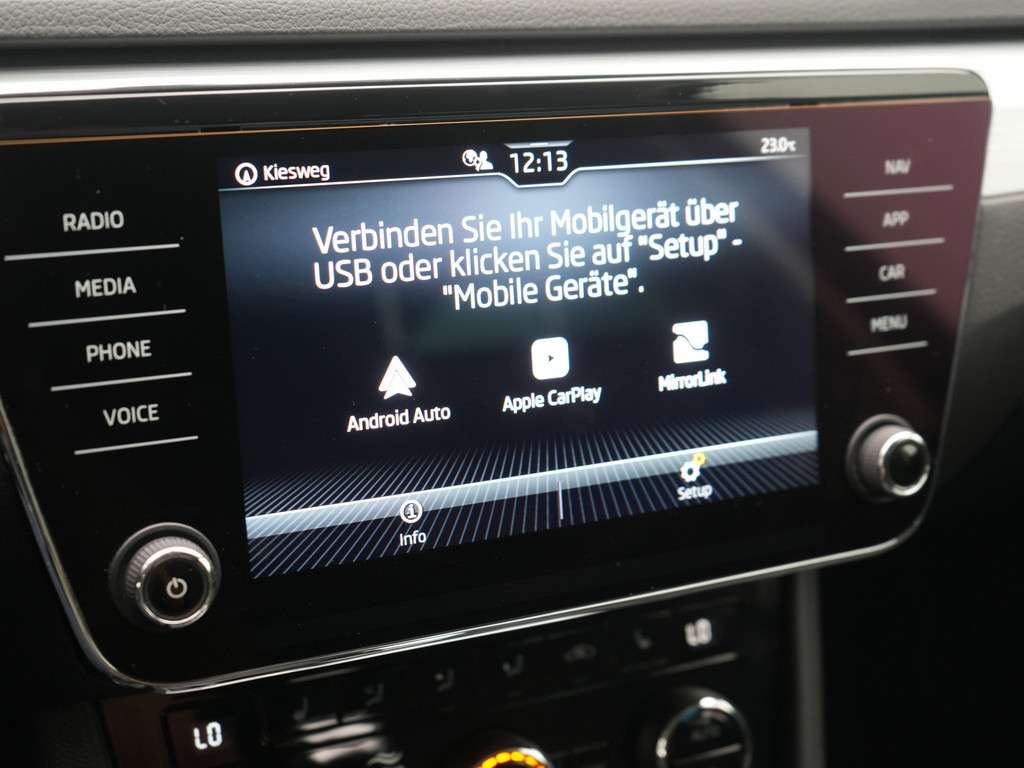 Kiesweg
12:13
23.0°C
RADIO
MEDIA
PHONE
VOICE
Verbinden Sie Ihr Mobilgerät über
USB oder klicken Sie auf "Setup" -
"Mobile Geräte".
Android Auto
Apple CarPlay
MirrorLink
Info
Setup
NAV
APP
CAR
MENU
LO
LO